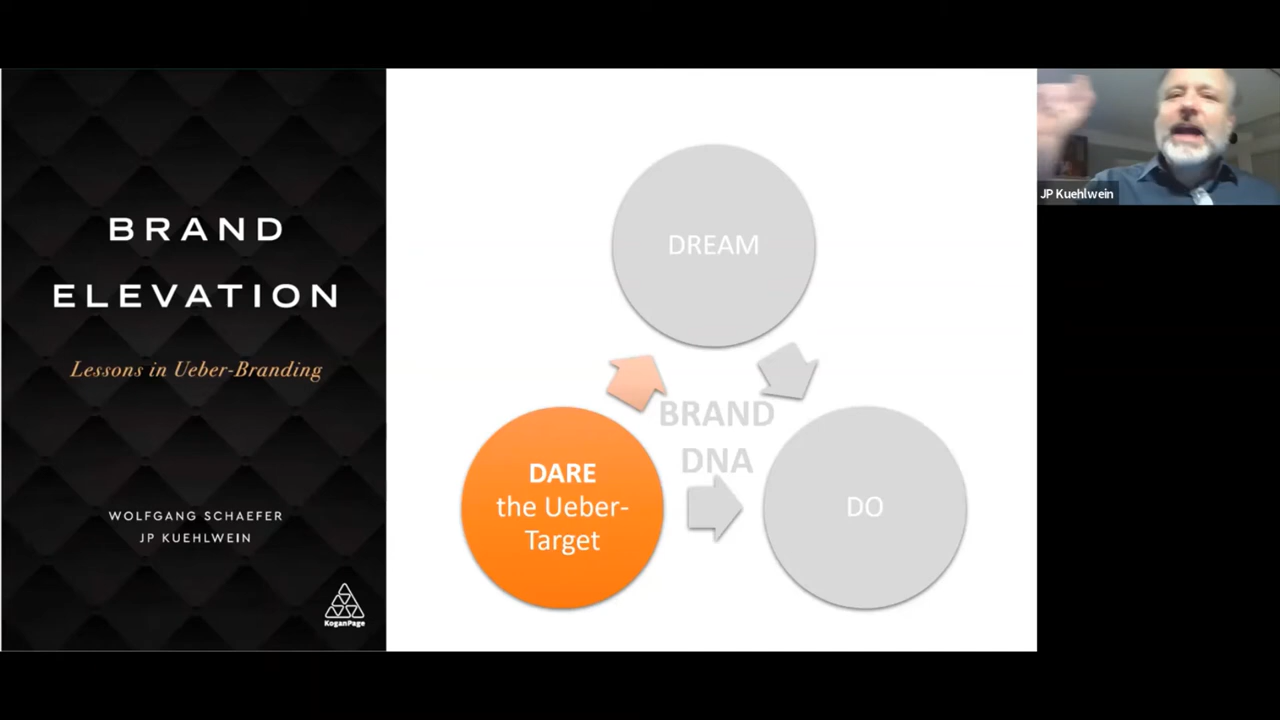 BRAND
ELEVATION
Lessons in Ueber-Branding
WOLFGANG SCHAEFER
JP KUEHLWEIN
KoganPage
DREAM
BRAND
DNA
DARE
the Ueber-
Target
DO
JP Kuehlwein